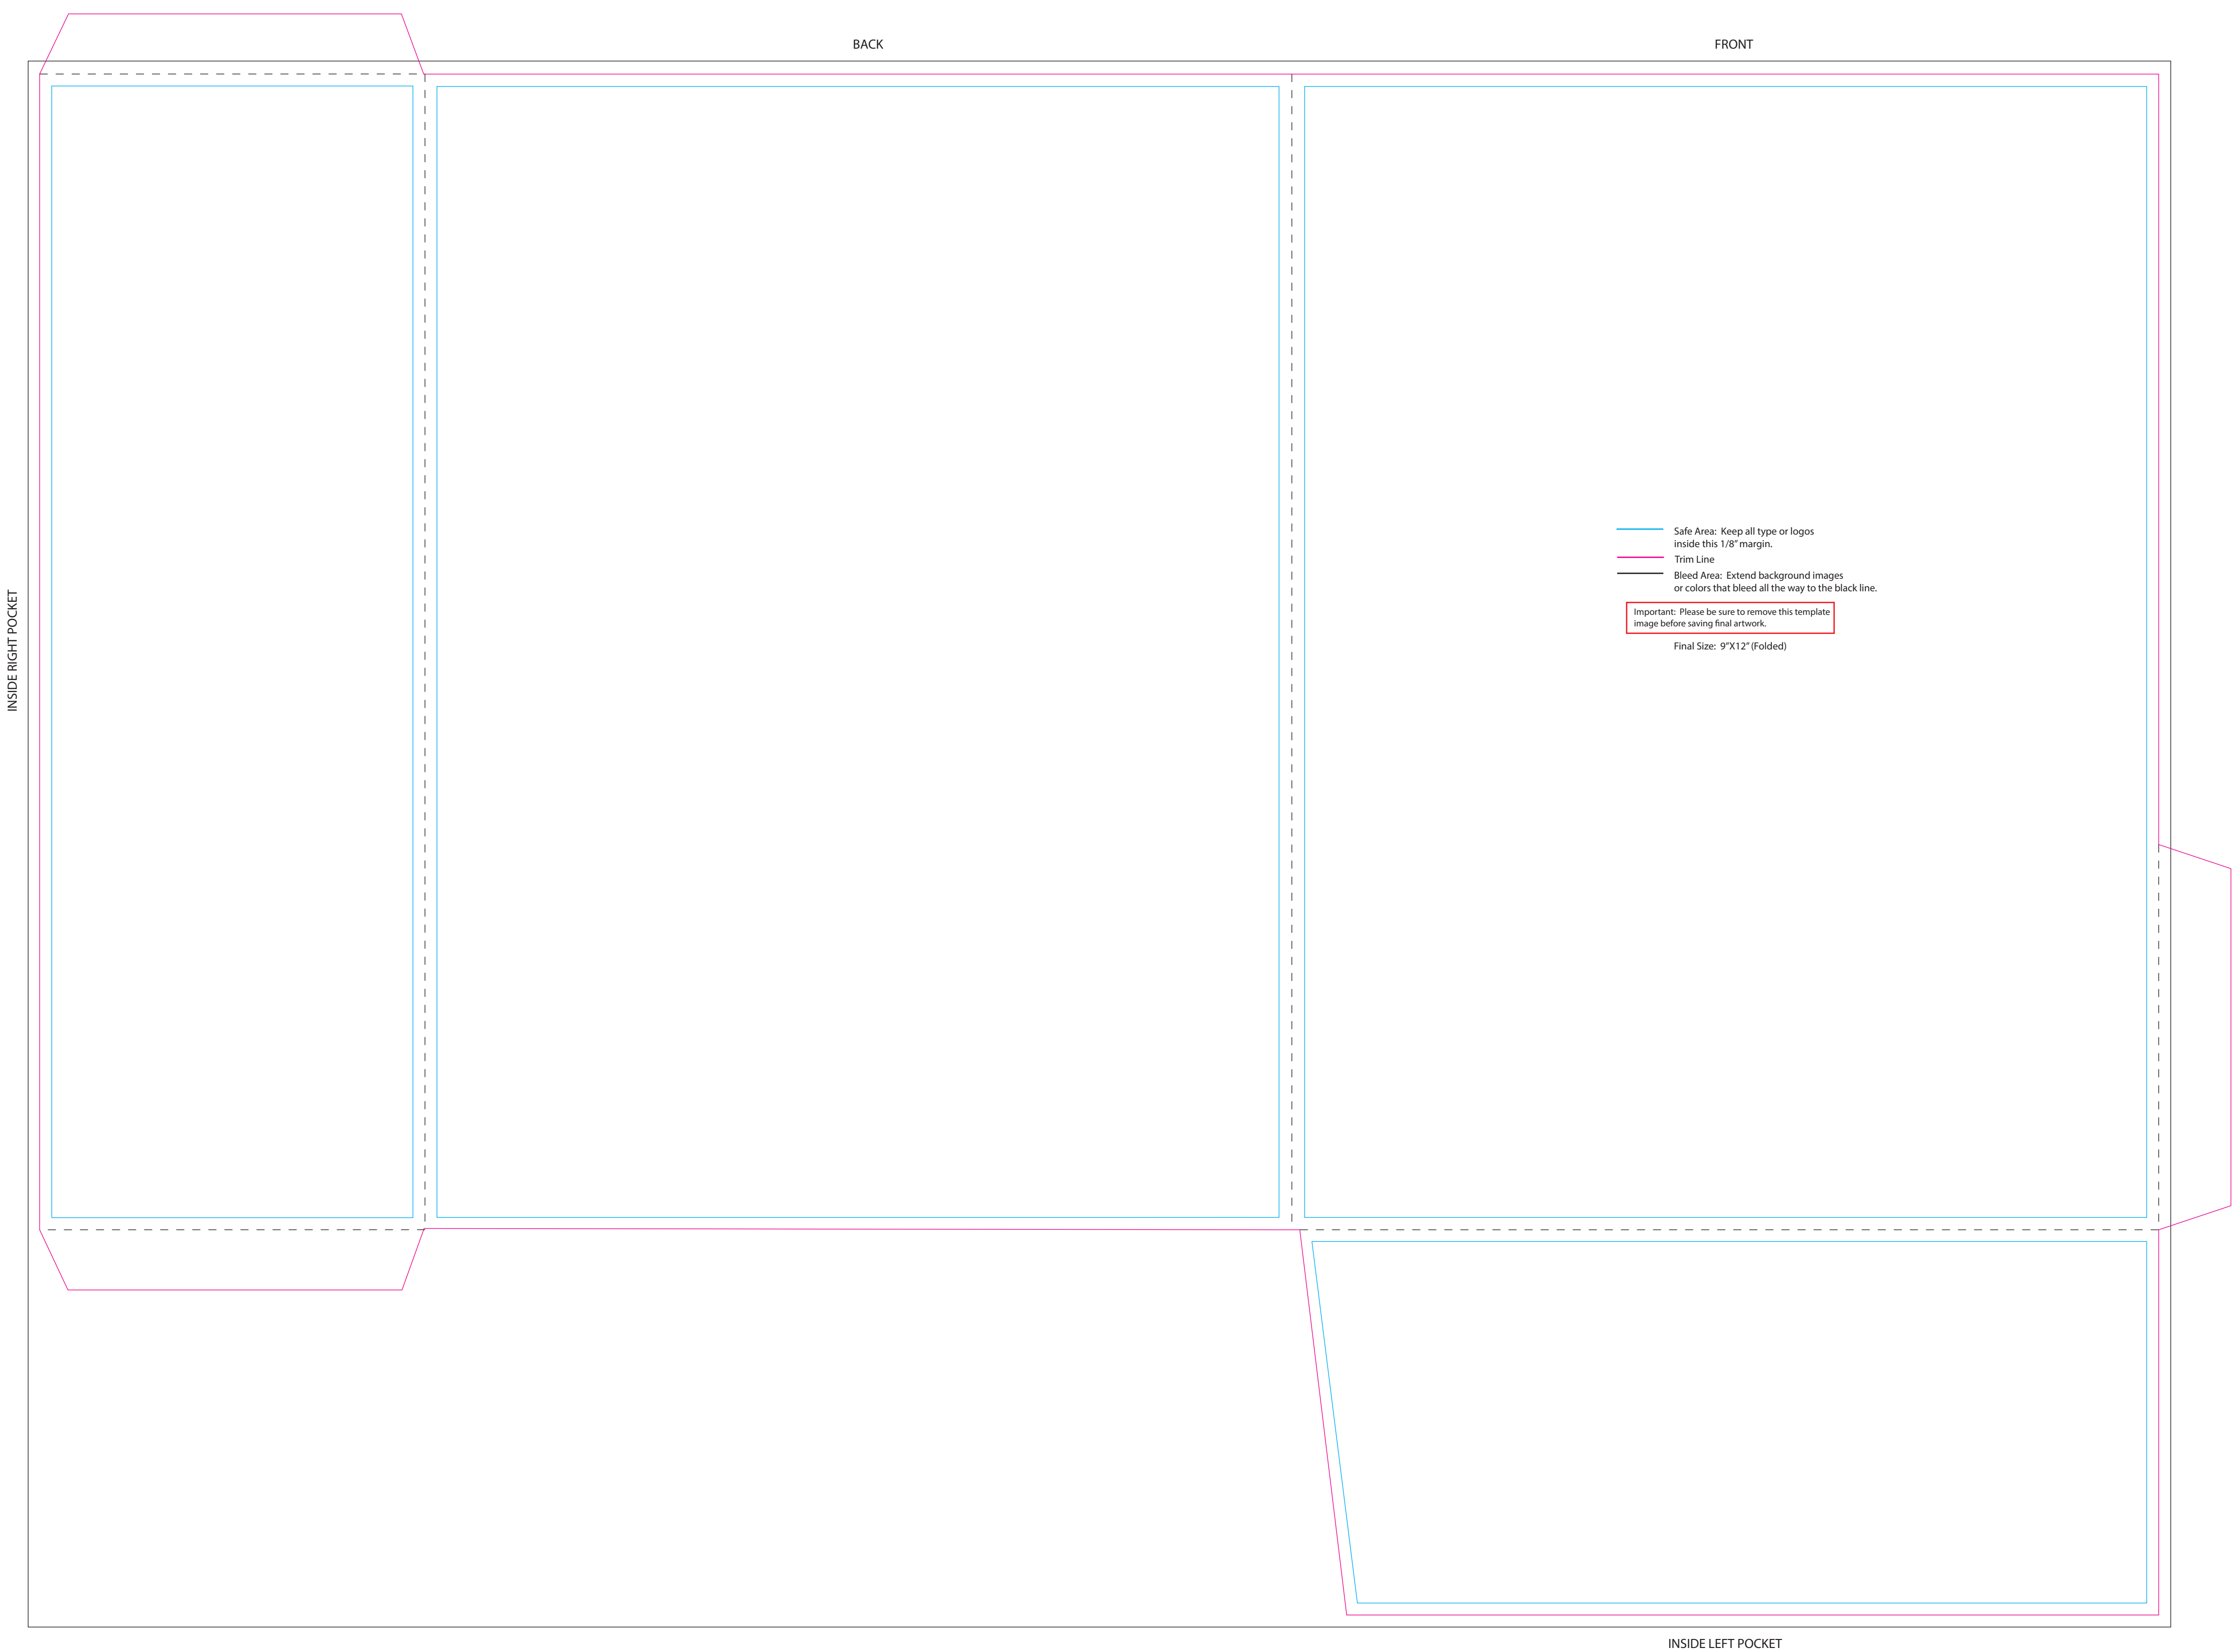 BACK
FRONT
INSIDE RIGHT POCKET
Safe Area:  Keep all type or logos
inside this 1/8” margin.
Trim Line
Bleed Area:  Extend background images
or colors that bleed all the way to the black line.
Important:  Please be sure to remove this template
image before saving final artwork.
Final Size:  9”X12” (Folded)
INSIDE LEFT POCKET